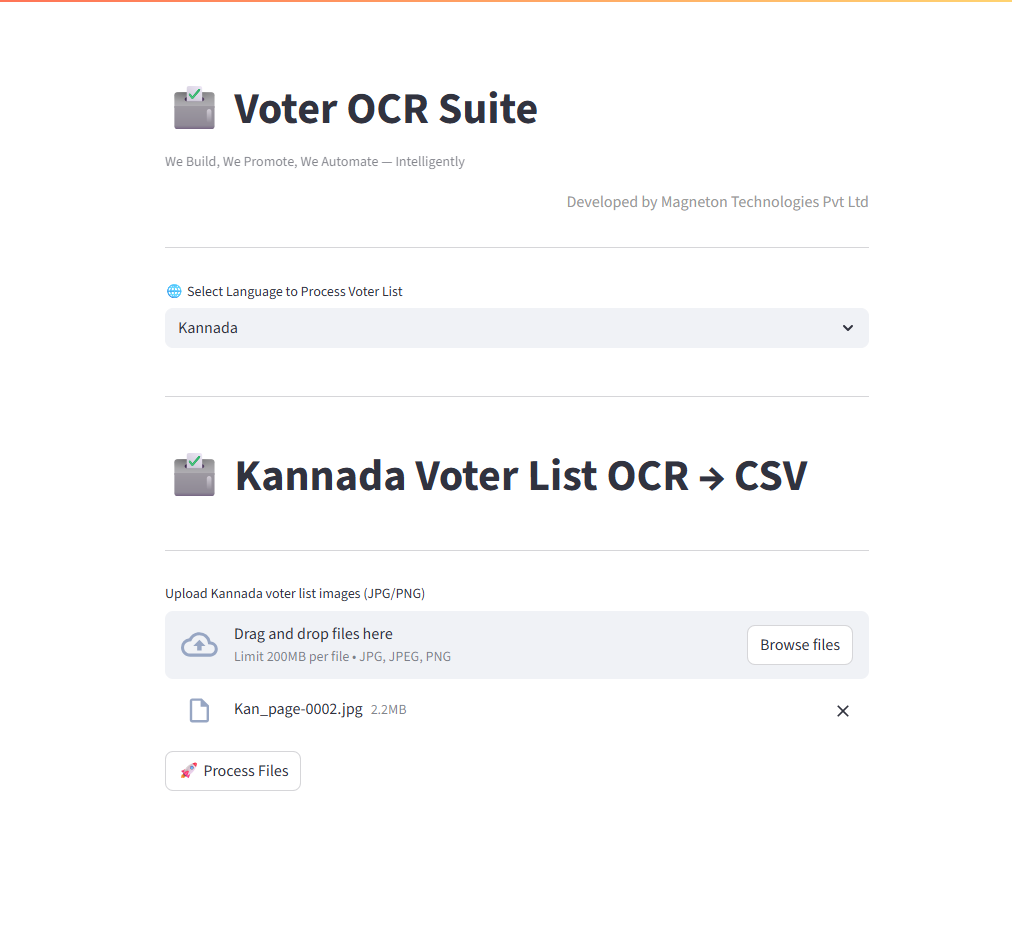 Voter OCR Suite
We Build, We Promote, We Automate — Intelligently
Developed by Magneton Technologies Pvt Ltd
Select Language to Process Voter List
Kannada
Kannada Voter List OCR → CSV
Upload Kannada voter list images (JPG/PNG)
Drag and drop files here
Limit 200MB per file • JPG, JPEG, PNG
Browse files
Kan_page-0002.jpg 2.2MB
Process Files